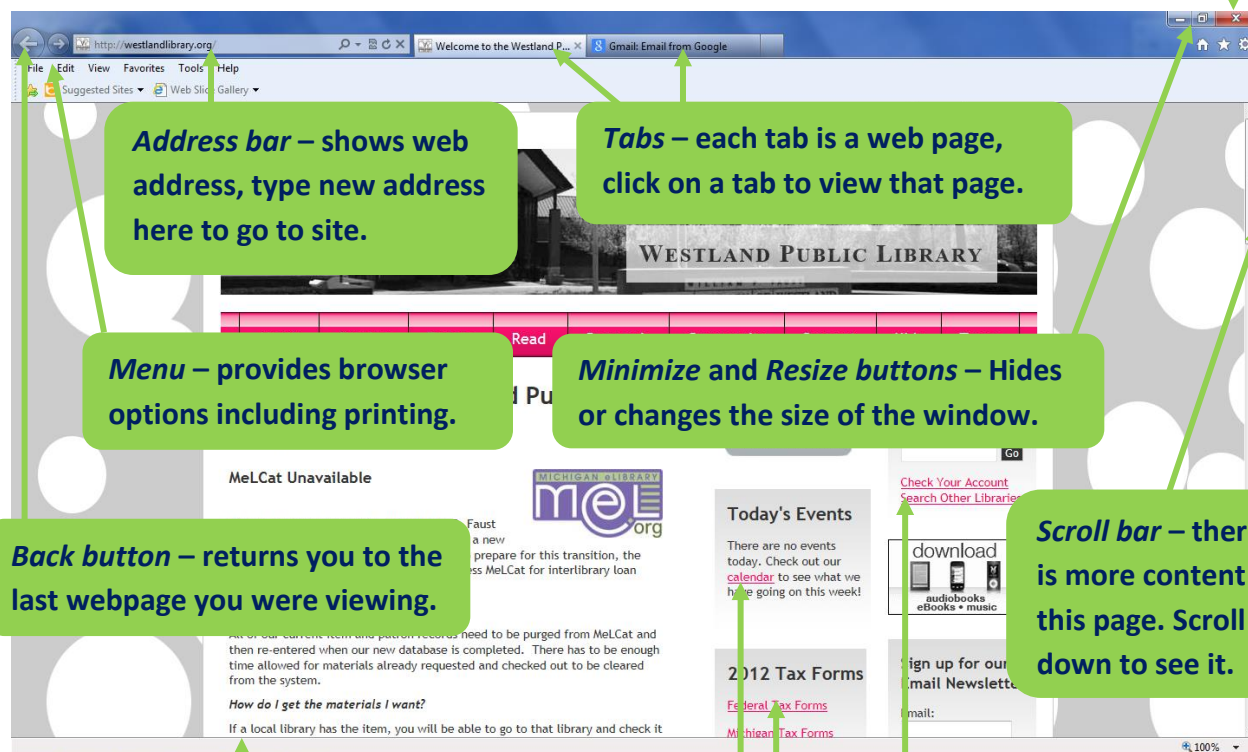 http://westlandlibrary.org/
Welcome to the Westland P...
Gmail: Email from Google
File Edit View Favorites Tools Help
Suggested Sites
Web Slice Gallery
Address bar – shows web
address, type new address
here to go to site.
Tabs – each tab is a web page,
click on a tab to view that page.
WESTLAND PUBLIC LIBRARY
Read
Menu – provides browser
options including printing.
Minimize and Resize buttons – Hides
or changes the size of the window.
Go
MeLCat Unavailable
MICHIGAN eLIBRARY
mel
.org
Check Your Account
Search Other Libraries
Faust
a new
prepare for this transition, the
MeLCat for interlibrary loan
Back button – returns you to the
last webpage you were viewing.
Today's Events
There are no events
today. Check out our
calendar to see what we
have going on this week!
download
audiobooks
eBooks • music
Scroll bar –
is more content
this page. Scroll
down to see it.
All of our current item and patron records need to be purged from MeLCat and
then re-entered when our new database is completed. There has to be enough
time allowed for materials already requested and checked out to be cleared
from the system.
How do I get the materials I want?
If a local library has the item, you will be able to go to that library and check it
2012 Tax Forms
Federal Tax Forms
Michigan Tax Forms
Sign up for our
Email
Email:
100%